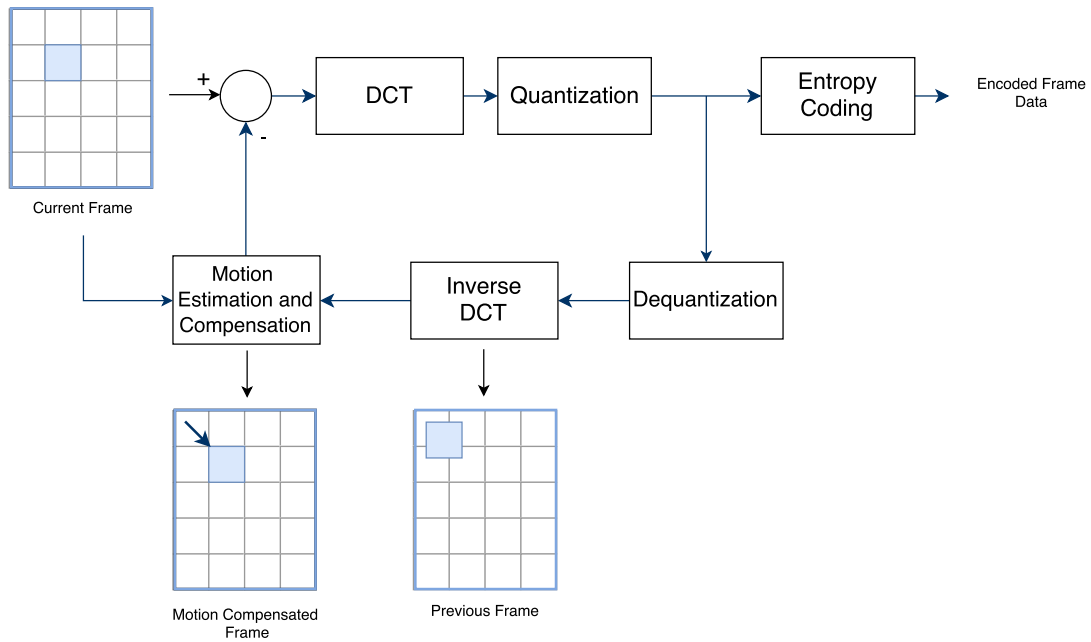 +
DCT
Quantization
Entropy
Coding
Encoded Frame
Data
-
Current Frame
Motion
Estimation and
Compensation
Inverse
DCT
Dequantization
Motion Compensated
Frame
Previous Frame